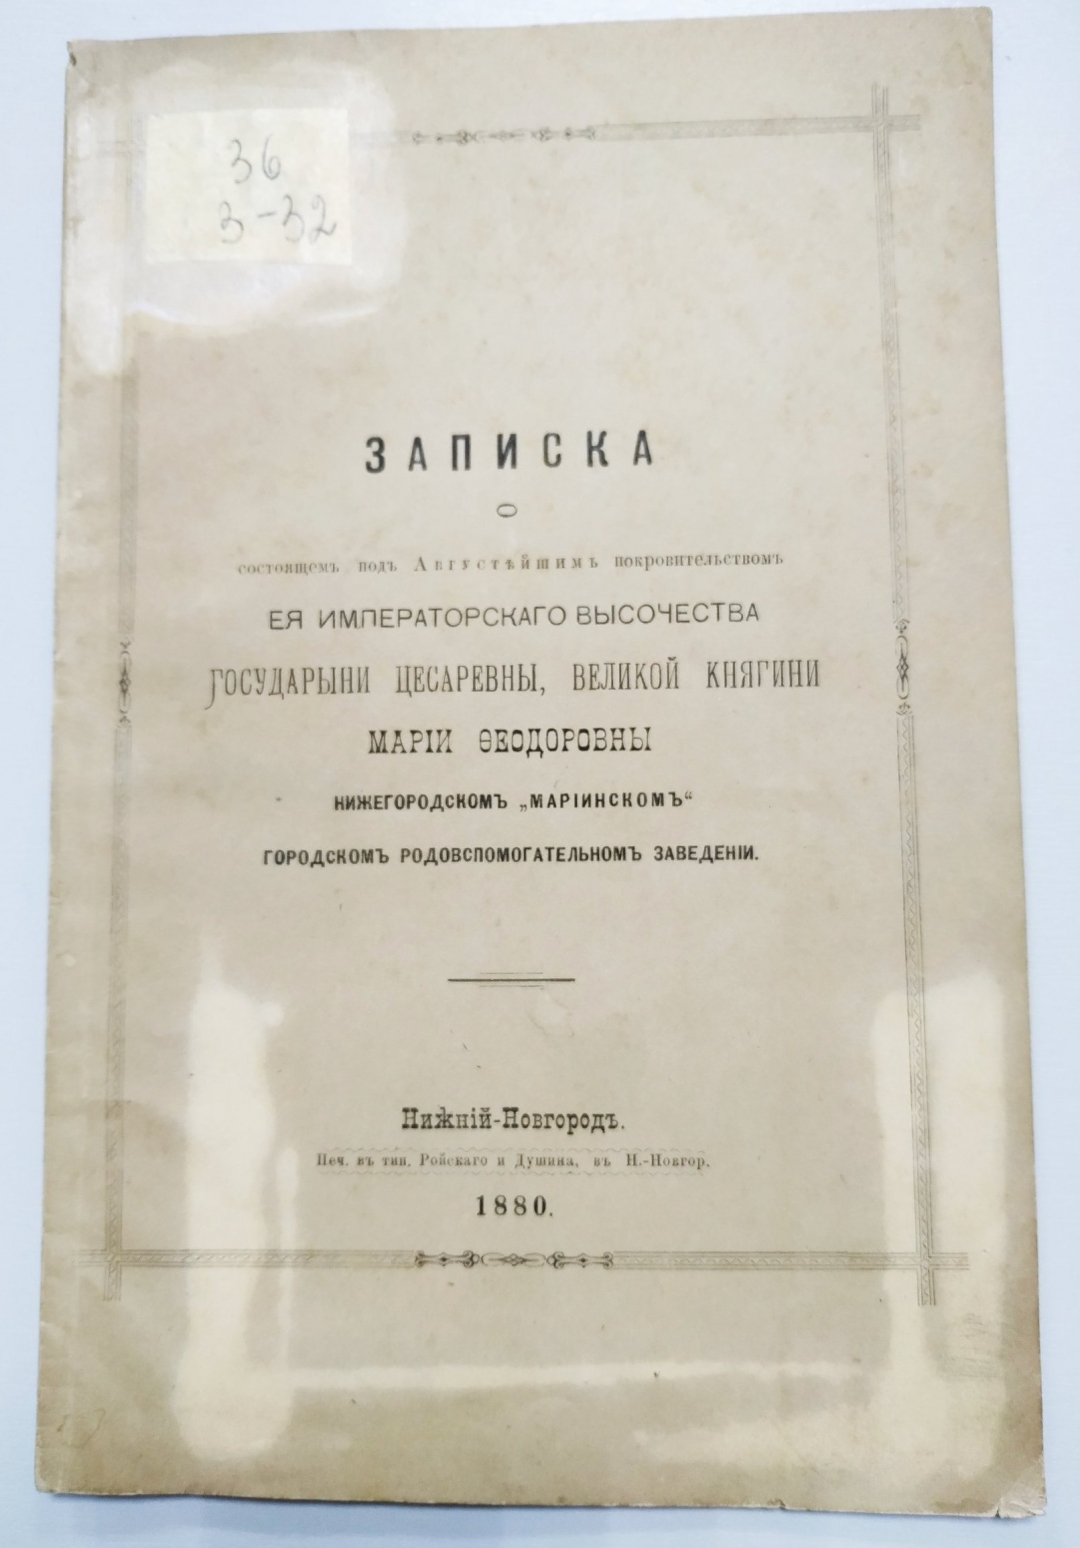 36
З-32
ЗАПИСКА
О
состоящемъ подъ Августѣйшимъ покровительствомъ
ЕЯ ИМПЕРАТОРСКАГО ВЫСОЧЕСТВА
ГОСУДАРЫНИ ЦЕСАРЕВНЫ, ВЕЛИКОЙ КНЯГИНИ
МАРІИ ѲЕОДОРОВНЫ
НИЖЕГОРОДСКОМЪ „МАРІИНСКОМЪ“
ГОРОДСКОМЪ РОДОВСПОМОГАТЕЛЬНОМЪ ЗАВЕДЕНІИ.
Нижній-Новгородъ.
Печ. въ тип. Ройскаго и Душина, въ Н.-Новгор.
1880.